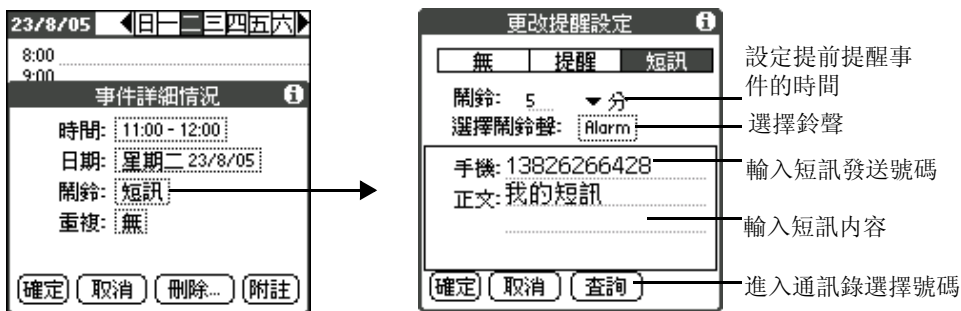 23/8/05 日一二三四五六
8:00
9:00
事件詳細情况
時間: 11:00 - 12:00
日期: 星期二 23/8/05
鬧鈴: 短訊
重複: 無
確定 取消 刪除... 附註
更改提醒設定
無 提醒 短訊
鬧鈴: 5 分
選擇鬧鈴聲: Alarm
手機: 13826266428
正文: 我的短訊
確定 取消 查詢
設定提前提醒事
件的時間
選擇鈴聲
輸入短訊發送號碼
輸入短訊內容
進入通訊錄選擇號碼